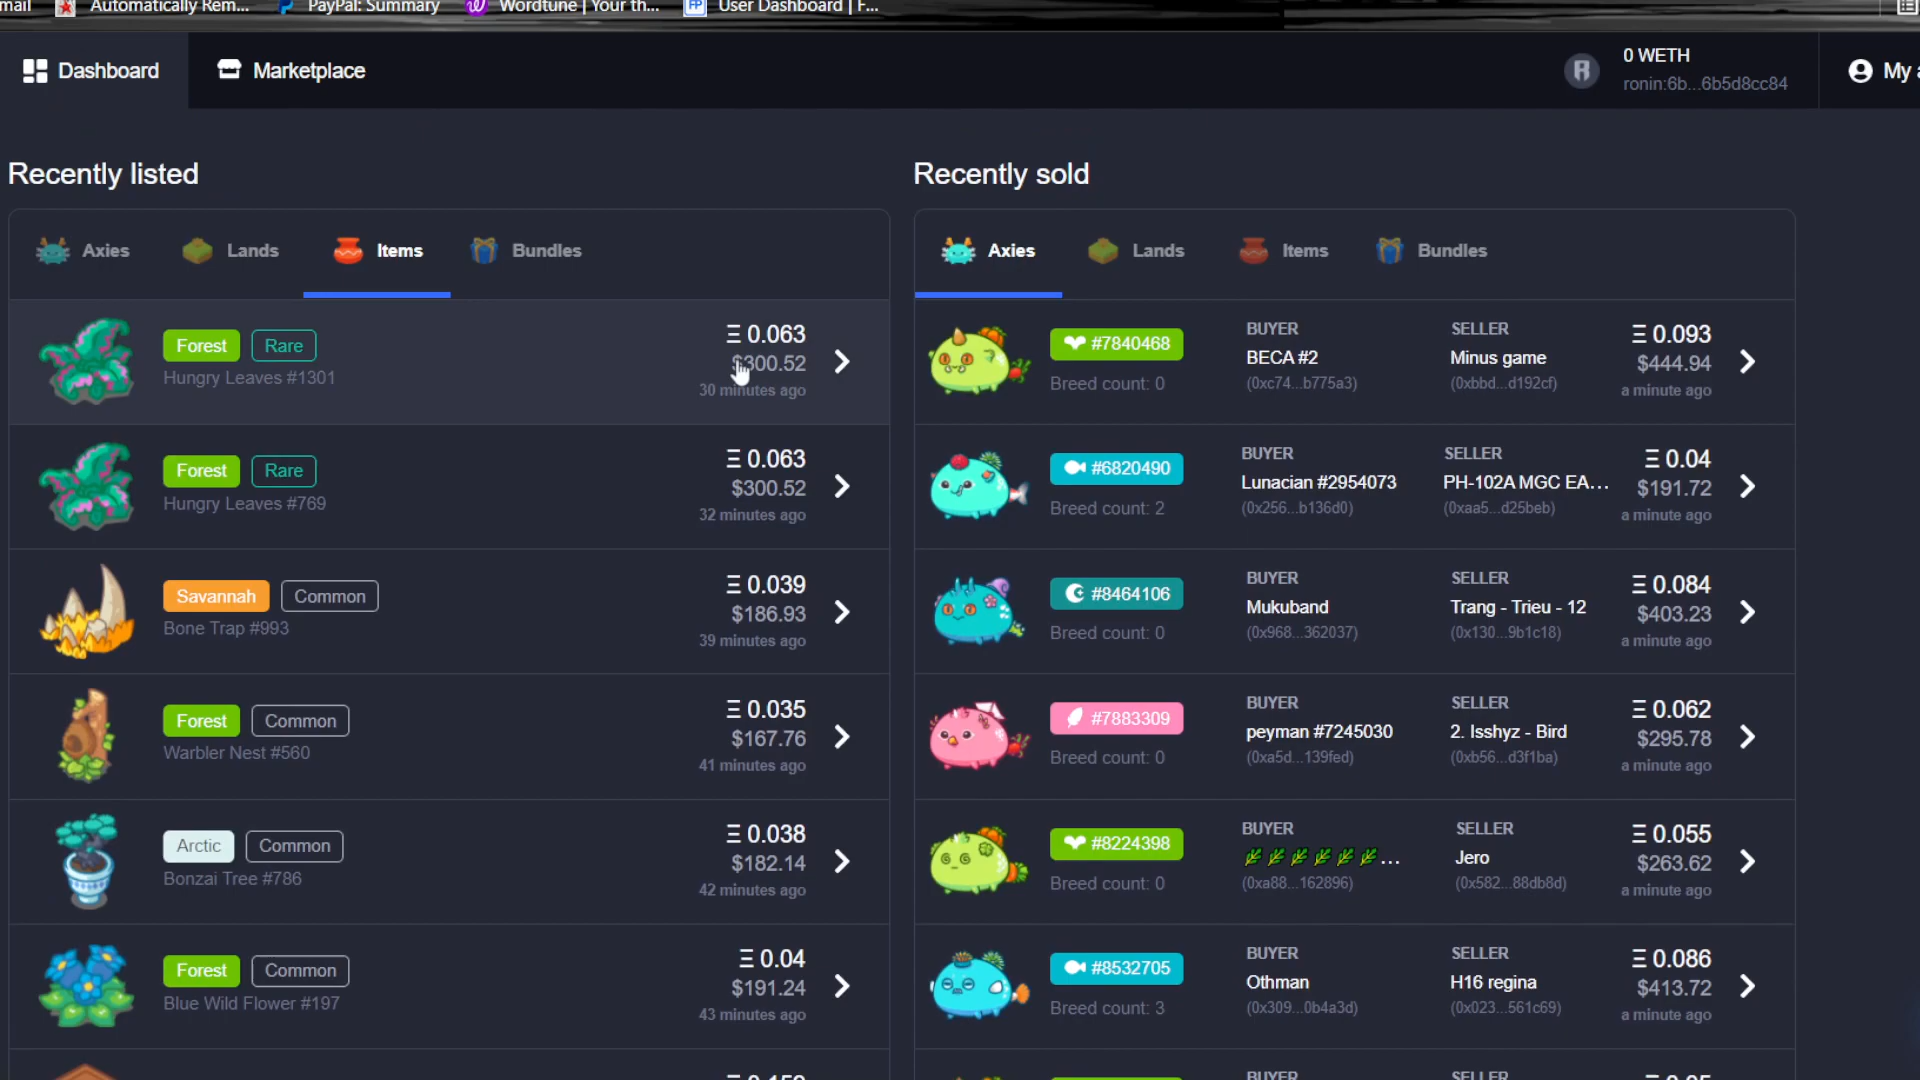 mail Automatically Rem... PayPal: Summary Wordtune | Your th... FP User Dashboard | F...
Dashboard Marketplace
0 WETH
ronin:6b...6b5d8cc84
My
Recently listed
Axies Lands Items Bundles
Forest Rare
Hungry Leaves #1301
Ξ 0.063
$300.52
30 minutes ago
Forest Rare
Hungry Leaves #769
Ξ 0.063
$300.52
32 minutes ago
Savannah Common
Bone Trap #993
Ξ 0.039
$186.93
39 minutes ago
Forest Common
Warbler Nest #560
Ξ 0.035
$167.76
41 minutes ago
Arctic Common
Bonzai Tree #786
Ξ 0.038
$182.14
42 minutes ago
Forest Common
Blue Wild Flower #197
Ξ 0.04
$191.24
43 minutes ago
Recently sold
Axies Lands Items Bundles
#7840468
Breed count: 0
BUYER
BECA #2
(0xc74...b775a3)
SELLER
Minus game
(0xbbd...d192cf)
Ξ 0.093
$444.94
a minute ago
#6820490
Breed count: 2
BUYER
Lunacian #2954073
(0x256...b136d0)
SELLER
PH-102A MGC EA...
(0xaa5...d25beb)
Ξ 0.04
$191.72
a minute ago
#8464106
Breed count: 0
BUYER
Mukuband
(0x968...362037)
SELLER
Trang - Trieu - 12
(0x130...9b1c18)
Ξ 0.084
$403.23
a minute ago
#7883309
Breed count: 0
BUYER
peyman #7245030
(0xa5d...139fed)
SELLER
2. Isshyz - Bird
(0xb56...d3f1ba)
Ξ 0.062
$295.78
a minute ago
#8224398
Breed count: 0
BUYER
🌿🌿🌿🌿🌿🌿...
(0xa88...162896)
SELLER
Jero
(0x582...88db8d)
Ξ 0.055
$263.62
a minute ago
#8532705
Breed count: 3
BUYER
Othman
(0x309...0b4a3d)
SELLER
H16 regina
(0x023...561c69)
Ξ 0.086
$413.72
a minute ago
BUYER
SELLER